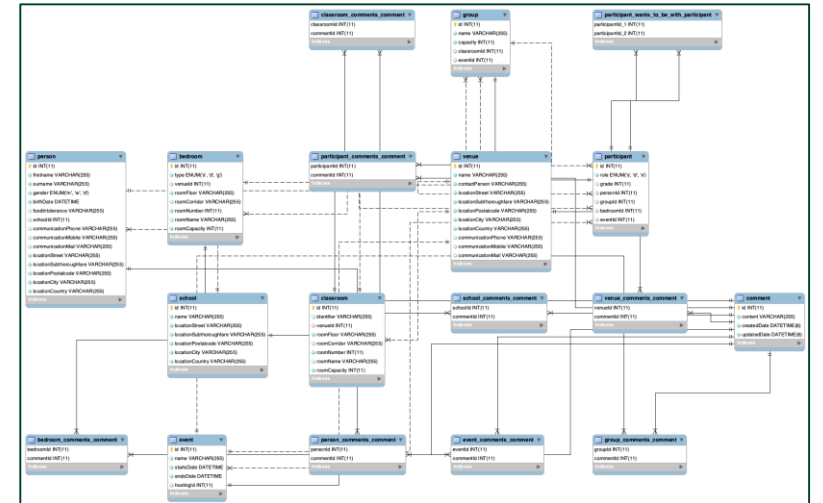 classroom_comments_comment
classroomId INT(11)
commentId INT(11)
Indexes
group
id INT(11)
name VARCHAR(255)
capacity INT(11)
classroomId INT(11)
eventId INT(11)
Indexes
participant_wants_to_be_with_participant
participantId_1 INT(11)
participantId_2 INT(11)
Indexes
person
id INT(11)
firstname VARCHAR(255)
surname VARCHAR(255)
gender ENUM('m', 'w', 'd')
birthDate DATETIME
foodIntolerance VARCHAR(255)
schoolId INT(11)
communicationPhone VARCHAR(255)
communicationMobile VARCHAR(255)
communicationMail VARCHAR(255)
locationStreet VARCHAR(255)
locationSubthoroughfare VARCHAR(255)
locationPostalcode VARCHAR(255)
locationCity VARCHAR(255)
locationCountry VARCHAR(255)
Indexes
bedroom
id INT(11)
type ENUM('s', 't', 'g')
venueId INT(11)
roomFloor VARCHAR(255)
roomCorridor VARCHAR(255)
roomNumber INT(11)
roomName VARCHAR(255)
roomCapacity INT(11)
Indexes
participant_comments_comment
participantId INT(11)
commentId INT(11)
Indexes
venue
id INT(11)
name VARCHAR(255)
contactPerson VARCHAR(255)
locationStreet VARCHAR(255)
locationSubthoroughfare VARCHAR(255)
locationPostalcode VARCHAR(255)
locationCity VARCHAR(255)
locationCountry VARCHAR(255)
communicationPhone VARCHAR(255)
communicationMobile VARCHAR(255)
communicationMail VARCHAR(255)
Indexes
participant
id INT(11)
grade INT(11)
personId INT(11)
groupId INT(11)
bedroomId INT(11)
eventId INT(11)
Indexes
school
id INT(11)
name VARCHAR(255)
locationStreet VARCHAR(255)
locationSubthoroughfare VARCHAR(255)
locationPostalcode VARCHAR(255)
locationCity VARCHAR(255)
locationCountry VARCHAR(255)
Indexes
classroom
id INT(11)
identifier VARCHAR(255)
venueId INT(11)
roomFloor VARCHAR(255)
roomCorridor VARCHAR(255)
roomNumber INT(11)
roomName VARCHAR(255)
roomCapacity INT(11)
Indexes
school_comments_comment
schoolId INT(11)
commentId INT(11)
Indexes
venue_comments_comment
venueId INT(11)
commentId INT(11)
Indexes
comment
id INT(11)
content VARCHAR(255)
createdDate DATETIME(6)
updatedDate DATETIME(6)
Indexes
bedroom_comments_comment
bedroomId INT(11)
commentId INT(11)
Indexes
event
id INT(11)
name VARCHAR(255)
startsDate DATETIME
endsDate DATETIME
hostingId INT(11)
Indexes
person_comments_comment
personId INT(11)
commentId INT(11)
Indexes
event_comments_comment
eventId INT(11)
commentId INT(11)
Indexes
group_comments_comment
groupId INT(11)
commentId INT(11)
Indexes